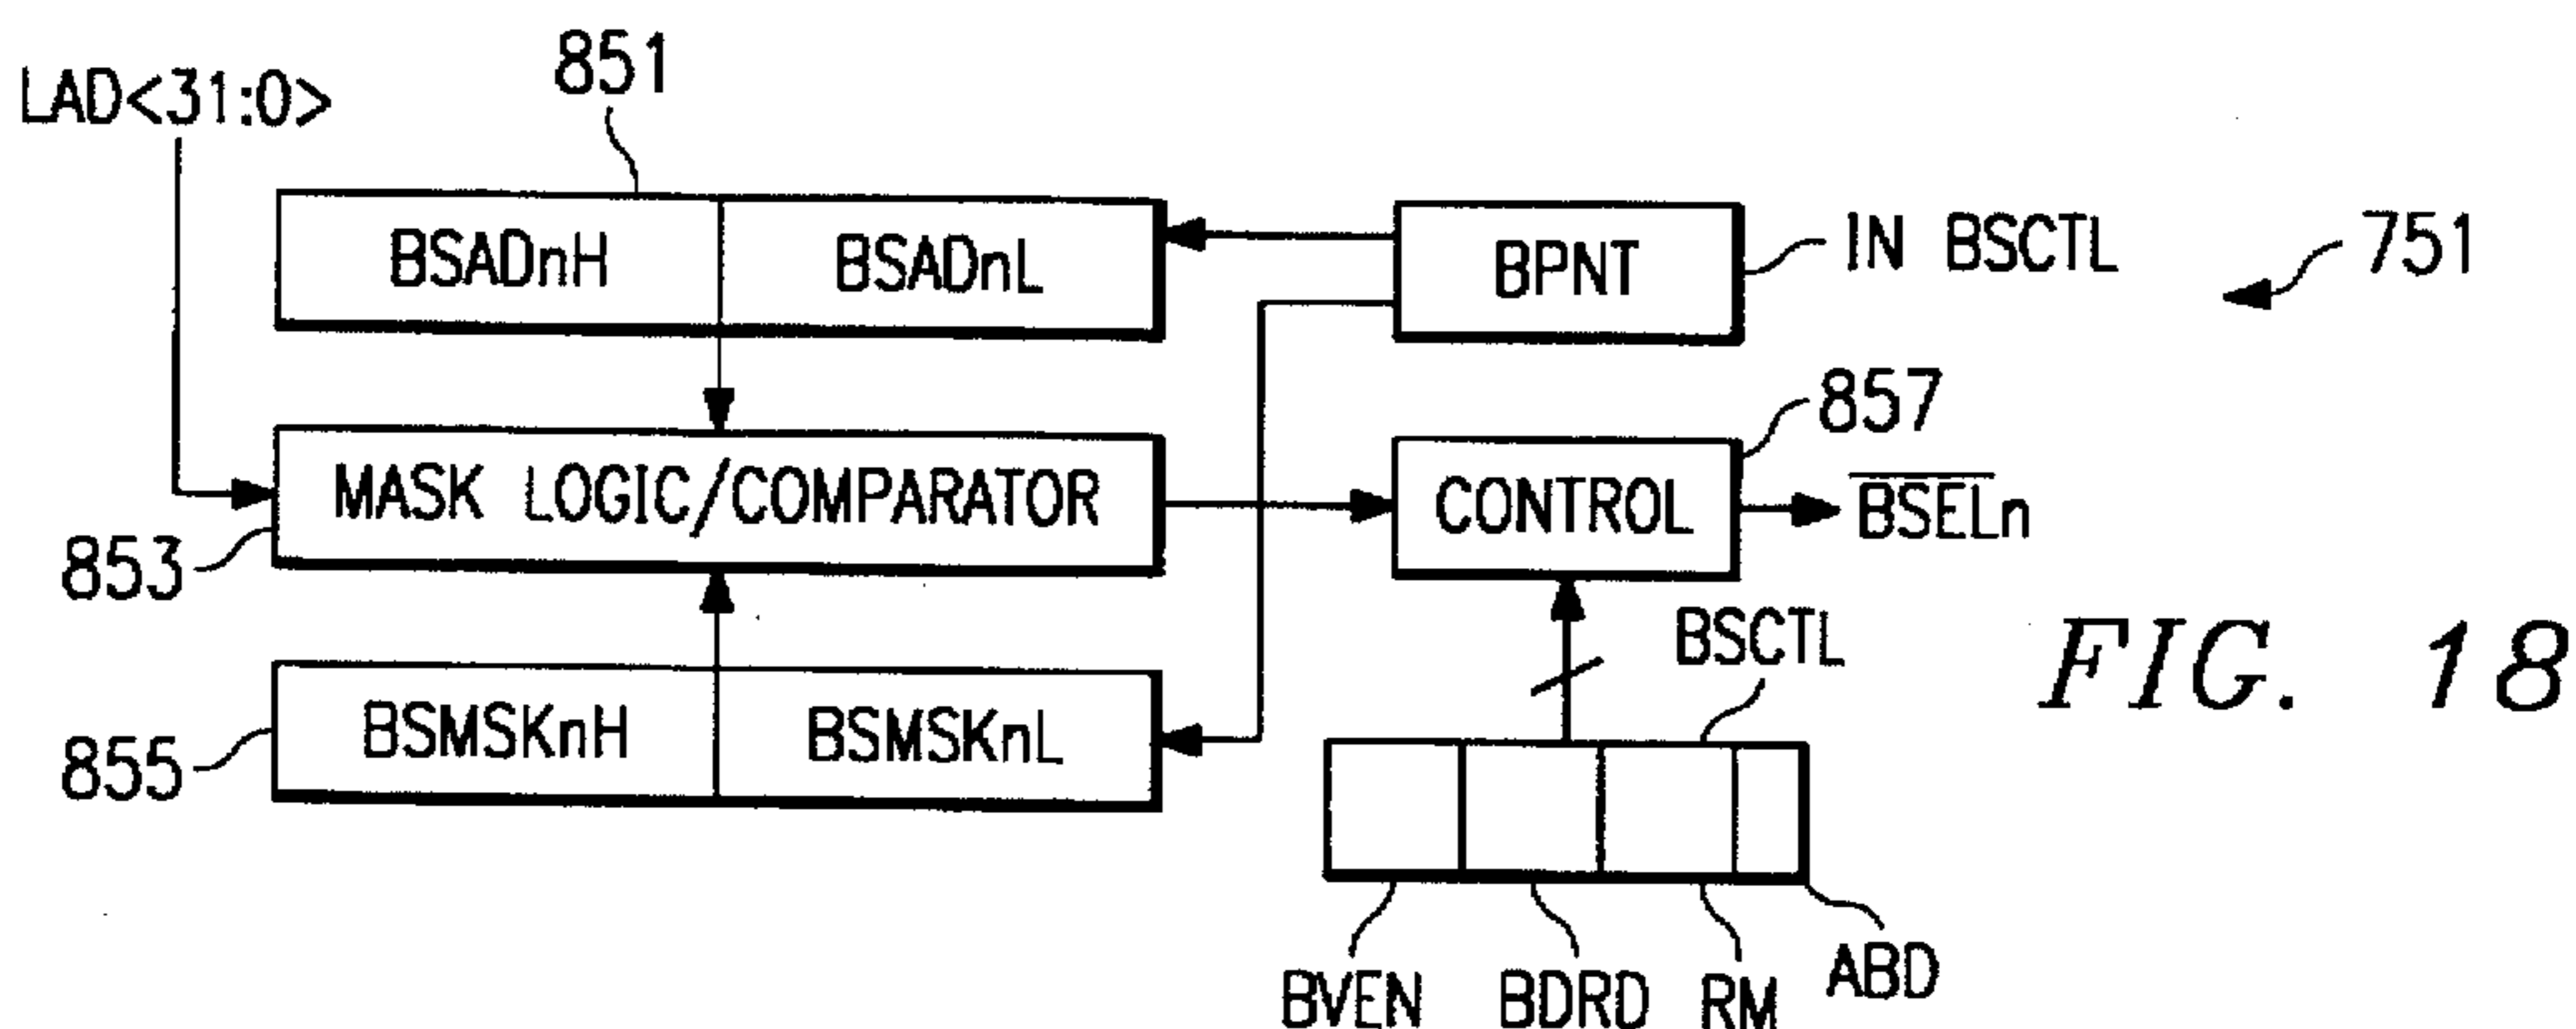 851
LAD<31:0>
BSADnH
BSADnL
BPNT
IN BSCTL
751
857
MASK LOGIC/COMPARATOR
CONTROL
BSELn
853
BSCTL
FIG. 18
BSMSKnH
BSMSKnL
855
BVEN
BDRD
RM
ABD